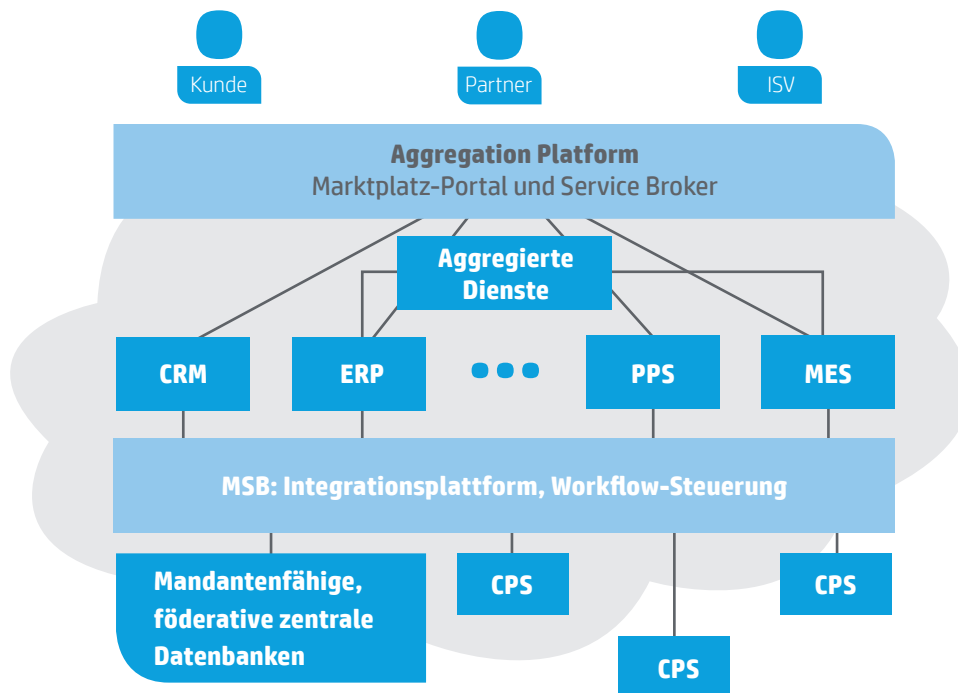 Kunde
Partner
ISV
Aggregation Platform
Marktplatz-Portal und Service Broker
Aggregierte
Dienste
CRM
ERP
PPS
MES
MSB: Integrationsplattform, Workflow-Steuerung
Mandantenfähige,
föderative zentrale
Datenbanken
CPS
CPS
CPS